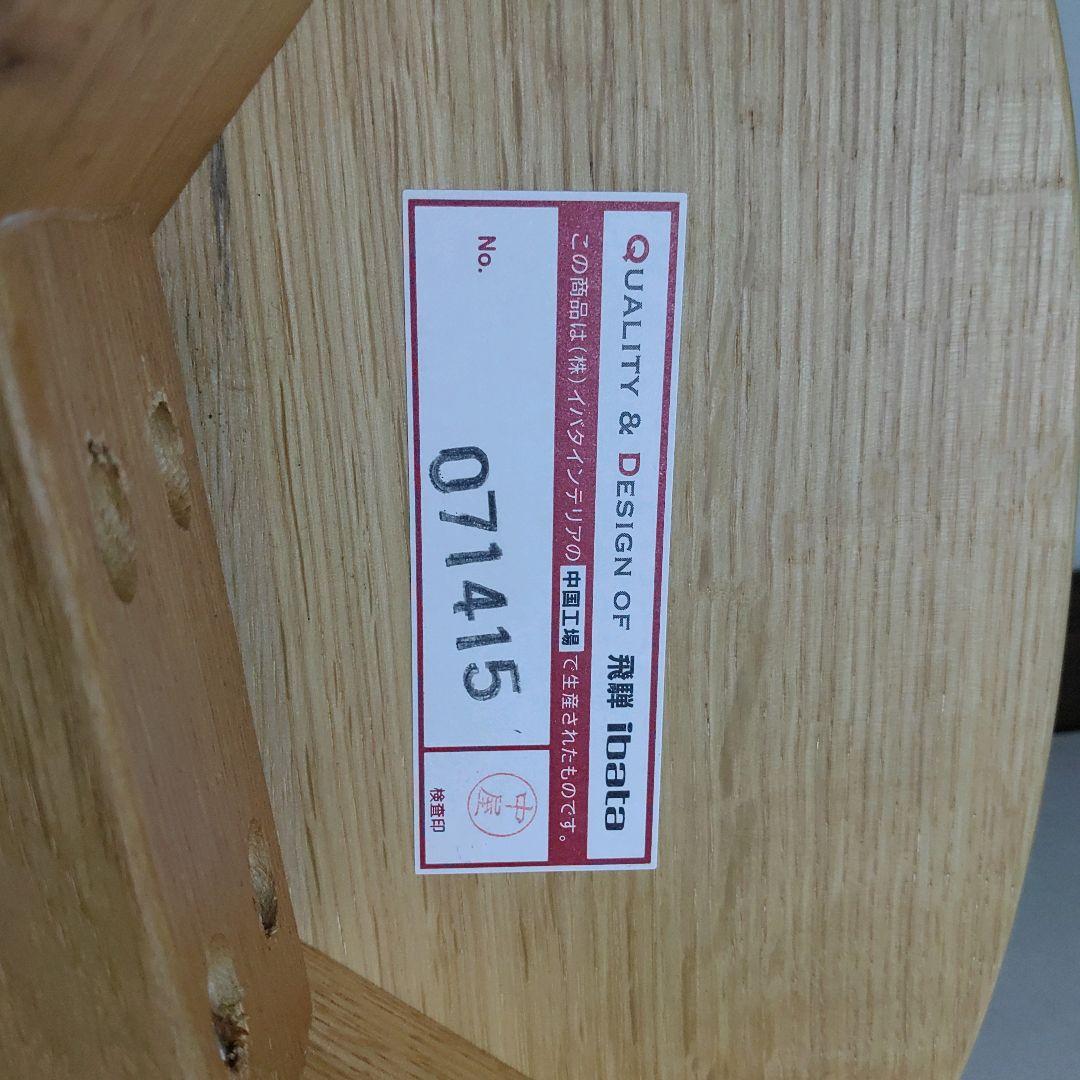 QUALITY & DESIGN OF 飛騨 ibata
この商品は(株)イバタインテリアの 中国工場 で生産されたものです。
No.
071415
中屋
検査印